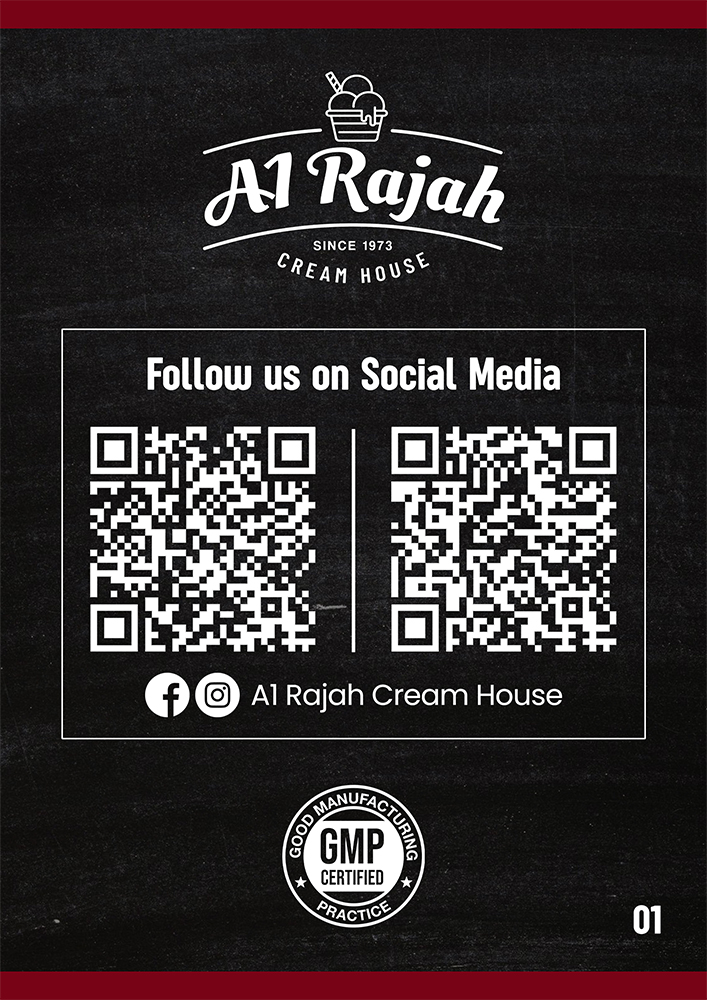 A1 Rajah
SINCE 1973
CREAM HOUSE
Follow us on Social Media
A1 Rajah Cream House
GOOD MANUFACTURING
GMP
CERTIFIED
PRACTICE
01